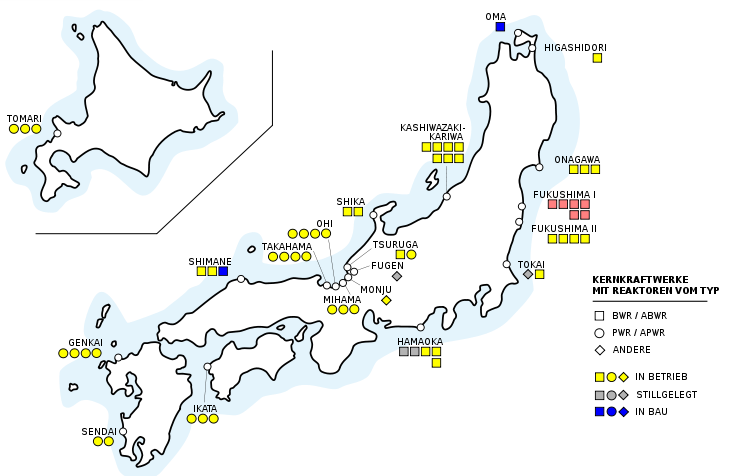 OMA
HIGASHIDORI
TOMARI
KASHIWAZAKI-
KARIWA
ONAGAWA
SHIKA
FUKUSHIMA I
OHI
FUKUSHIMA II
TAKAHAMA
TSURUGA
SHIMANE
FUGEN
TOKAI
MONJU
MIHAMA
KERNKRAFTWERKE
MIT REAKTOREN VOM TYP
BWR / ABWR
PWR / APWR
ANDERE
GENKAI
HAMAOKA
IN BETRIEB
STILLGELEGT
IN BAU
IKATA
SENDAI